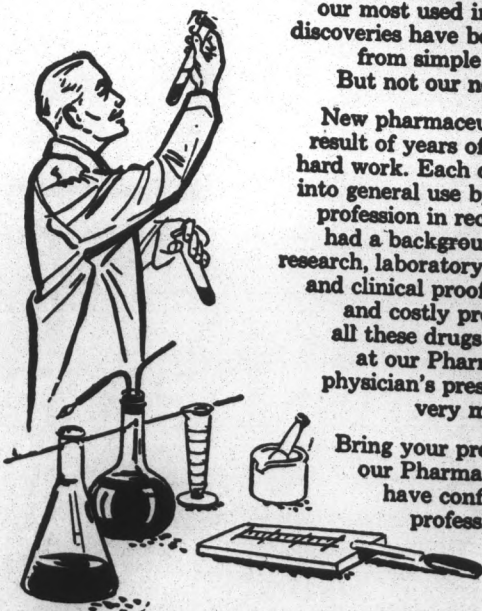 our most used in
discoveries have be
from simple
But not our n
New pharmaceu
result of years of
hard work. Each
into general use b
profession in rec
had a backgrou
research, laboratory
and clinical proof
and costly pr
all these drugs
at our Pharm
physician's pres
very m
Bring your pre
our Pharma
have conf
profess